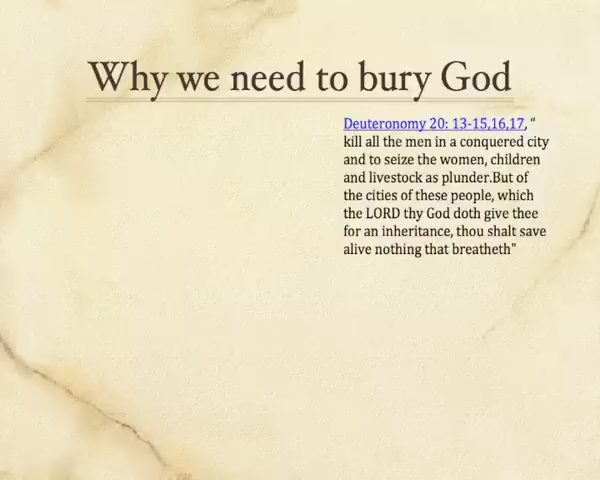 Why we need to bury God
Deuteronomy 20: 13-15,16,17, “
kill all the men in a conquered city
and to seize the women, children
and livestock as plunder.But of
the cities of these people, which
the LORD thy God doth give thee
for an inheritance, thou shalt save
alive nothing that breatheth"